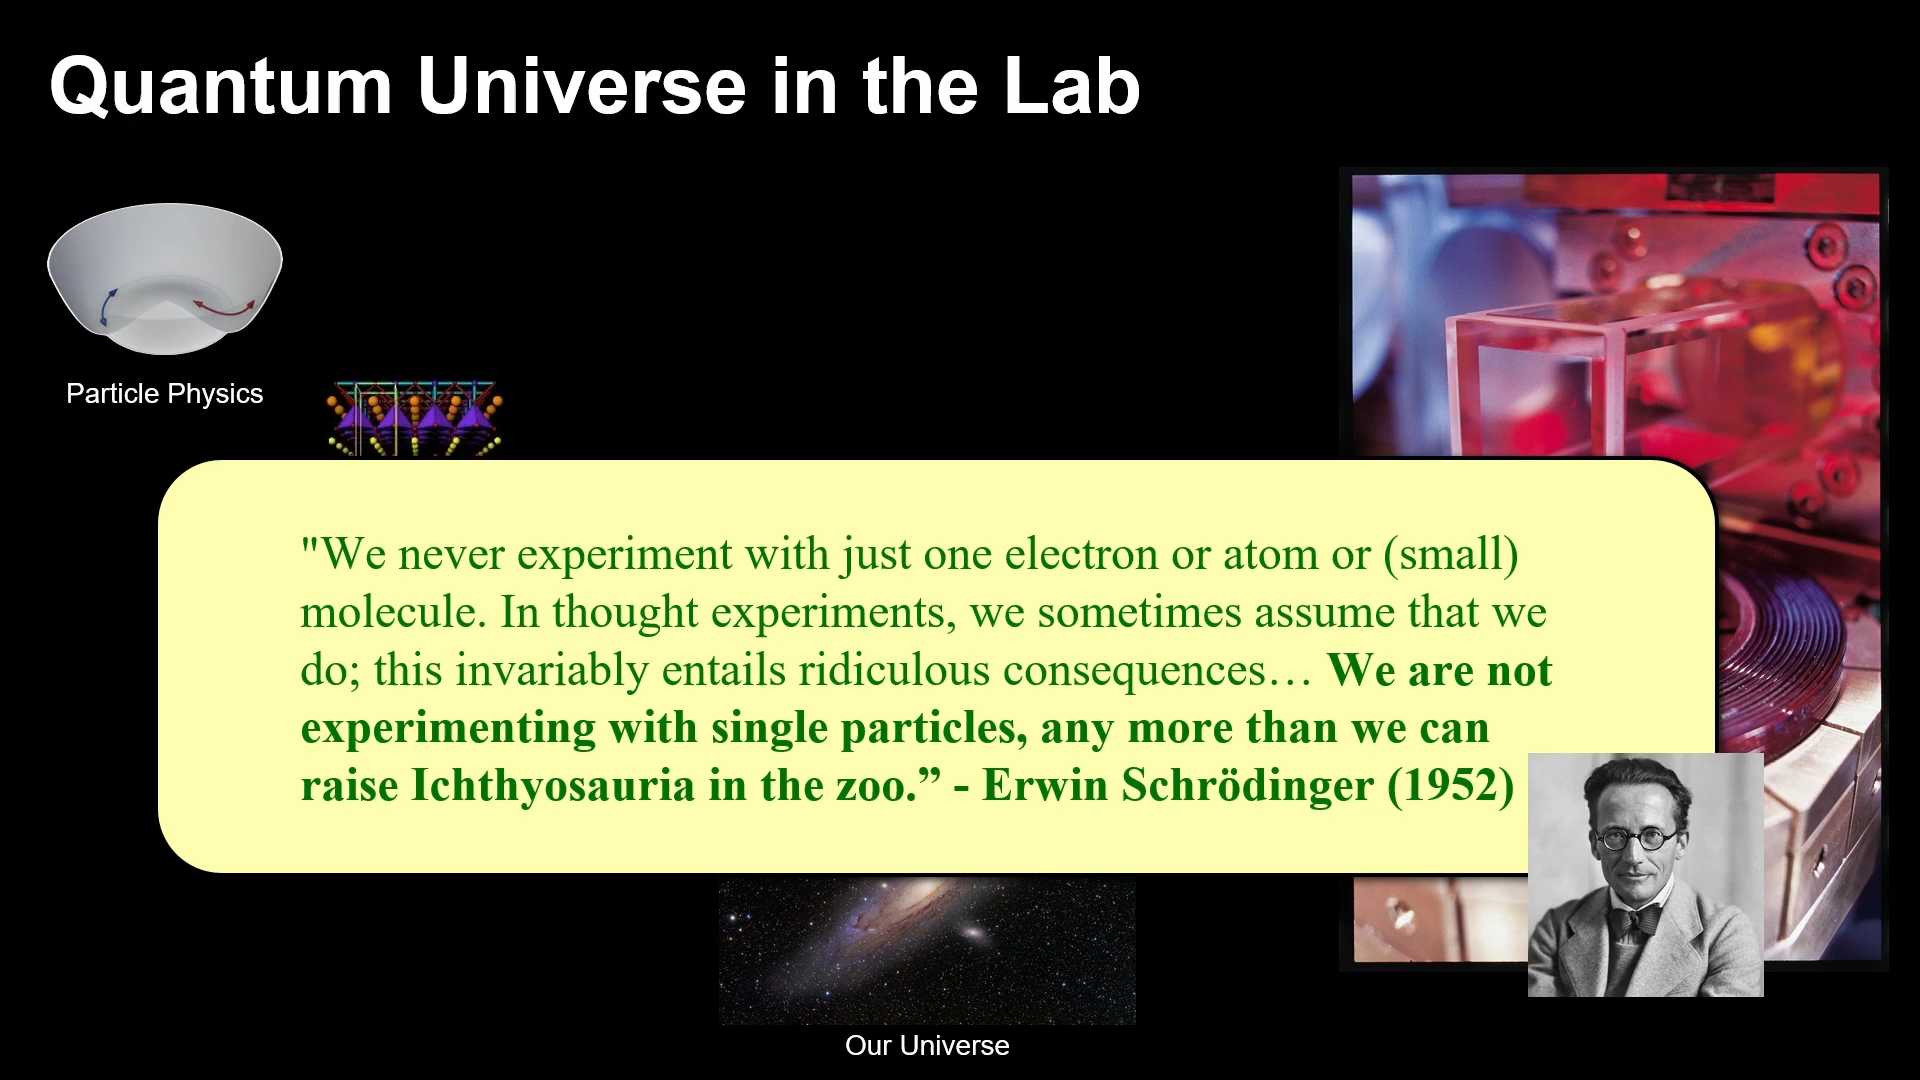 Quantum Universe in the Lab
Particle Physics
"We never experiment with just one electron or atom or (small)
molecule. In thought experiments, we sometimes assume that we
do; this invariably entails ridiculous consequences… We are not
experimenting with single particles, any more than we can
raise Ichthyosauria in the zoo.” - Erwin Schrödinger (1952)
Our Universe